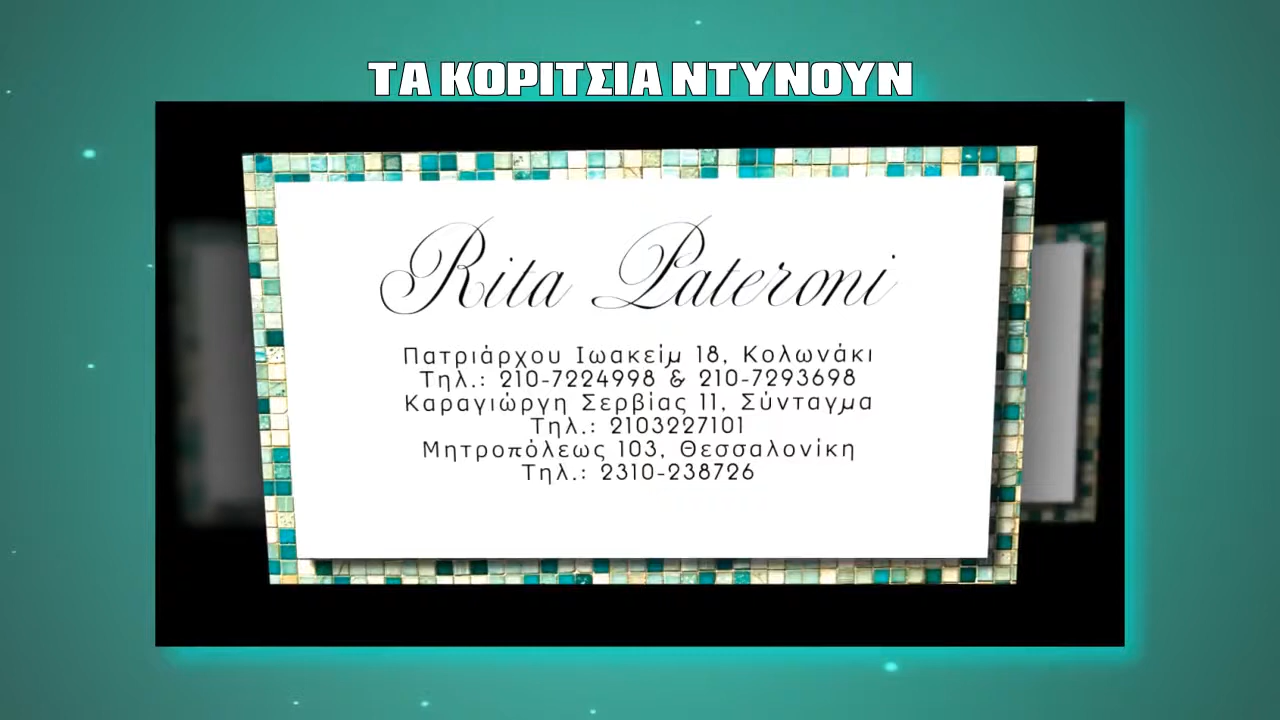 ΤΑ ΚΟΡΙΤΣΙΑ ΝΤΥΝΟΥΝ
Rita Pateroni
Πατριάρχου Ιωακείμ 18, Κολωνάκι
Τηλ.: 210-7224998 & 210-7293698
Καραγιώργη Σερβίας 11, Σύνταγμα
Τηλ.: 2103227101
Μητροπόλεως 103, Θεσσαλονίκη
Τηλ.: 2310-238726